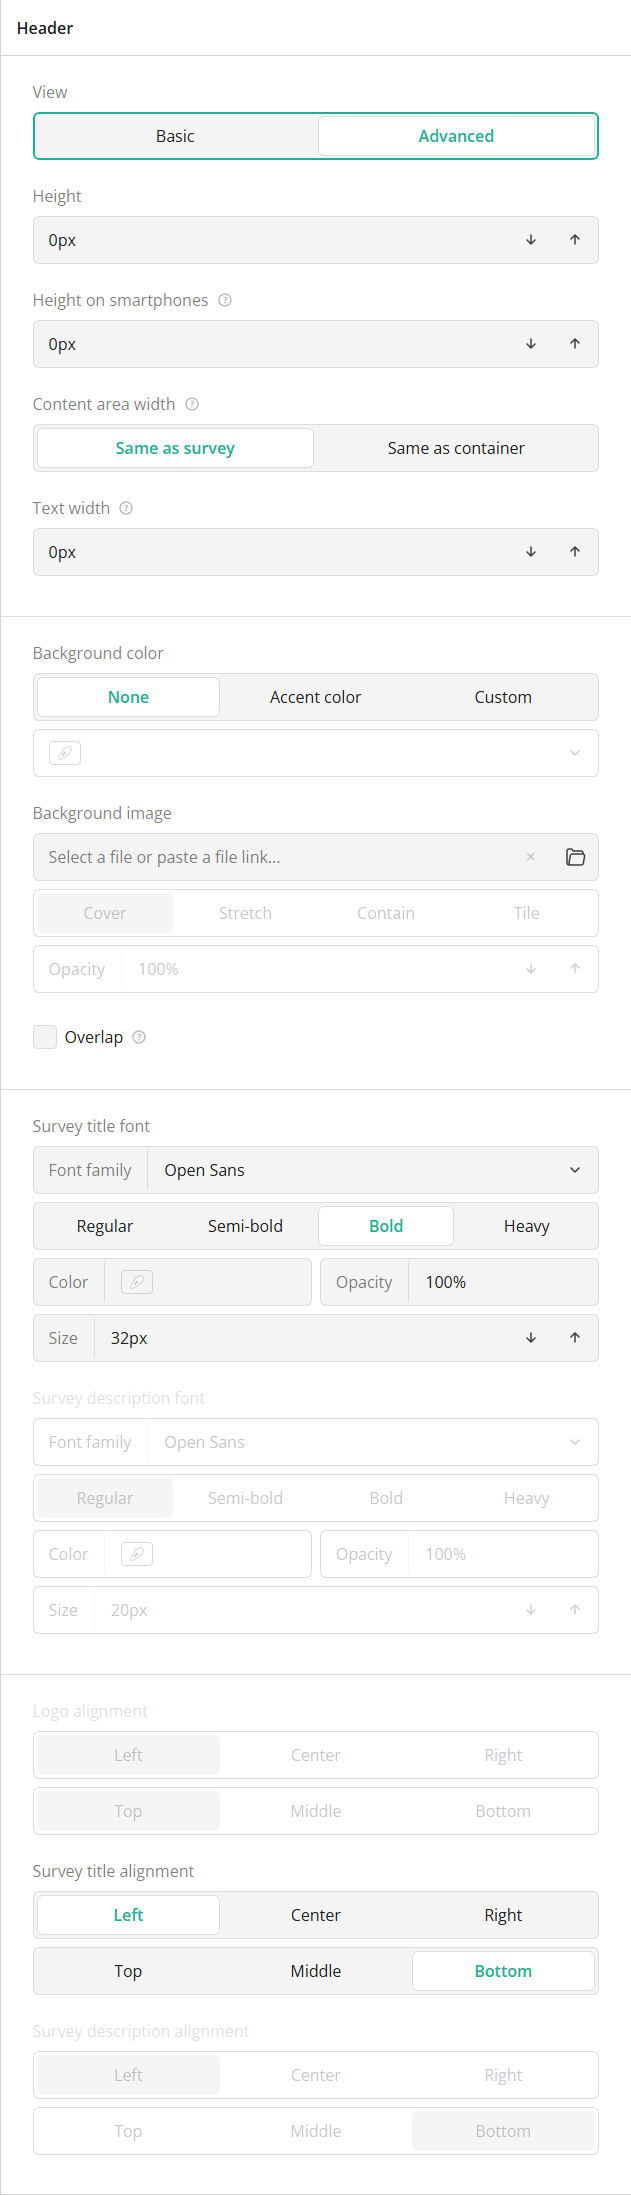 Header
View
Basic Advanced
Height
0px
Height on smartphones
0px
Content area width
Same as survey Same as container
Text width
0px
Background color
None Accent color Custom
Background image
Select a file or paste a file link...
Cover Stretch Contain Tile
Opacity 100%
Overlap
Survey title font
Font family Open Sans
Regular Semi-bold Bold Heavy
Color Opacity 100%
Size 32px
Survey description font
Font family Open Sans
Regular Semi-bold Bold Heavy
Color Opacity 100%
Size 20px
Logo alignment
Left Center Right
Top Middle Bottom
Survey title alignment
Left Center Right
Top Middle Bottom
Survey description alignment
Left Center Right
Top Middle Bottom